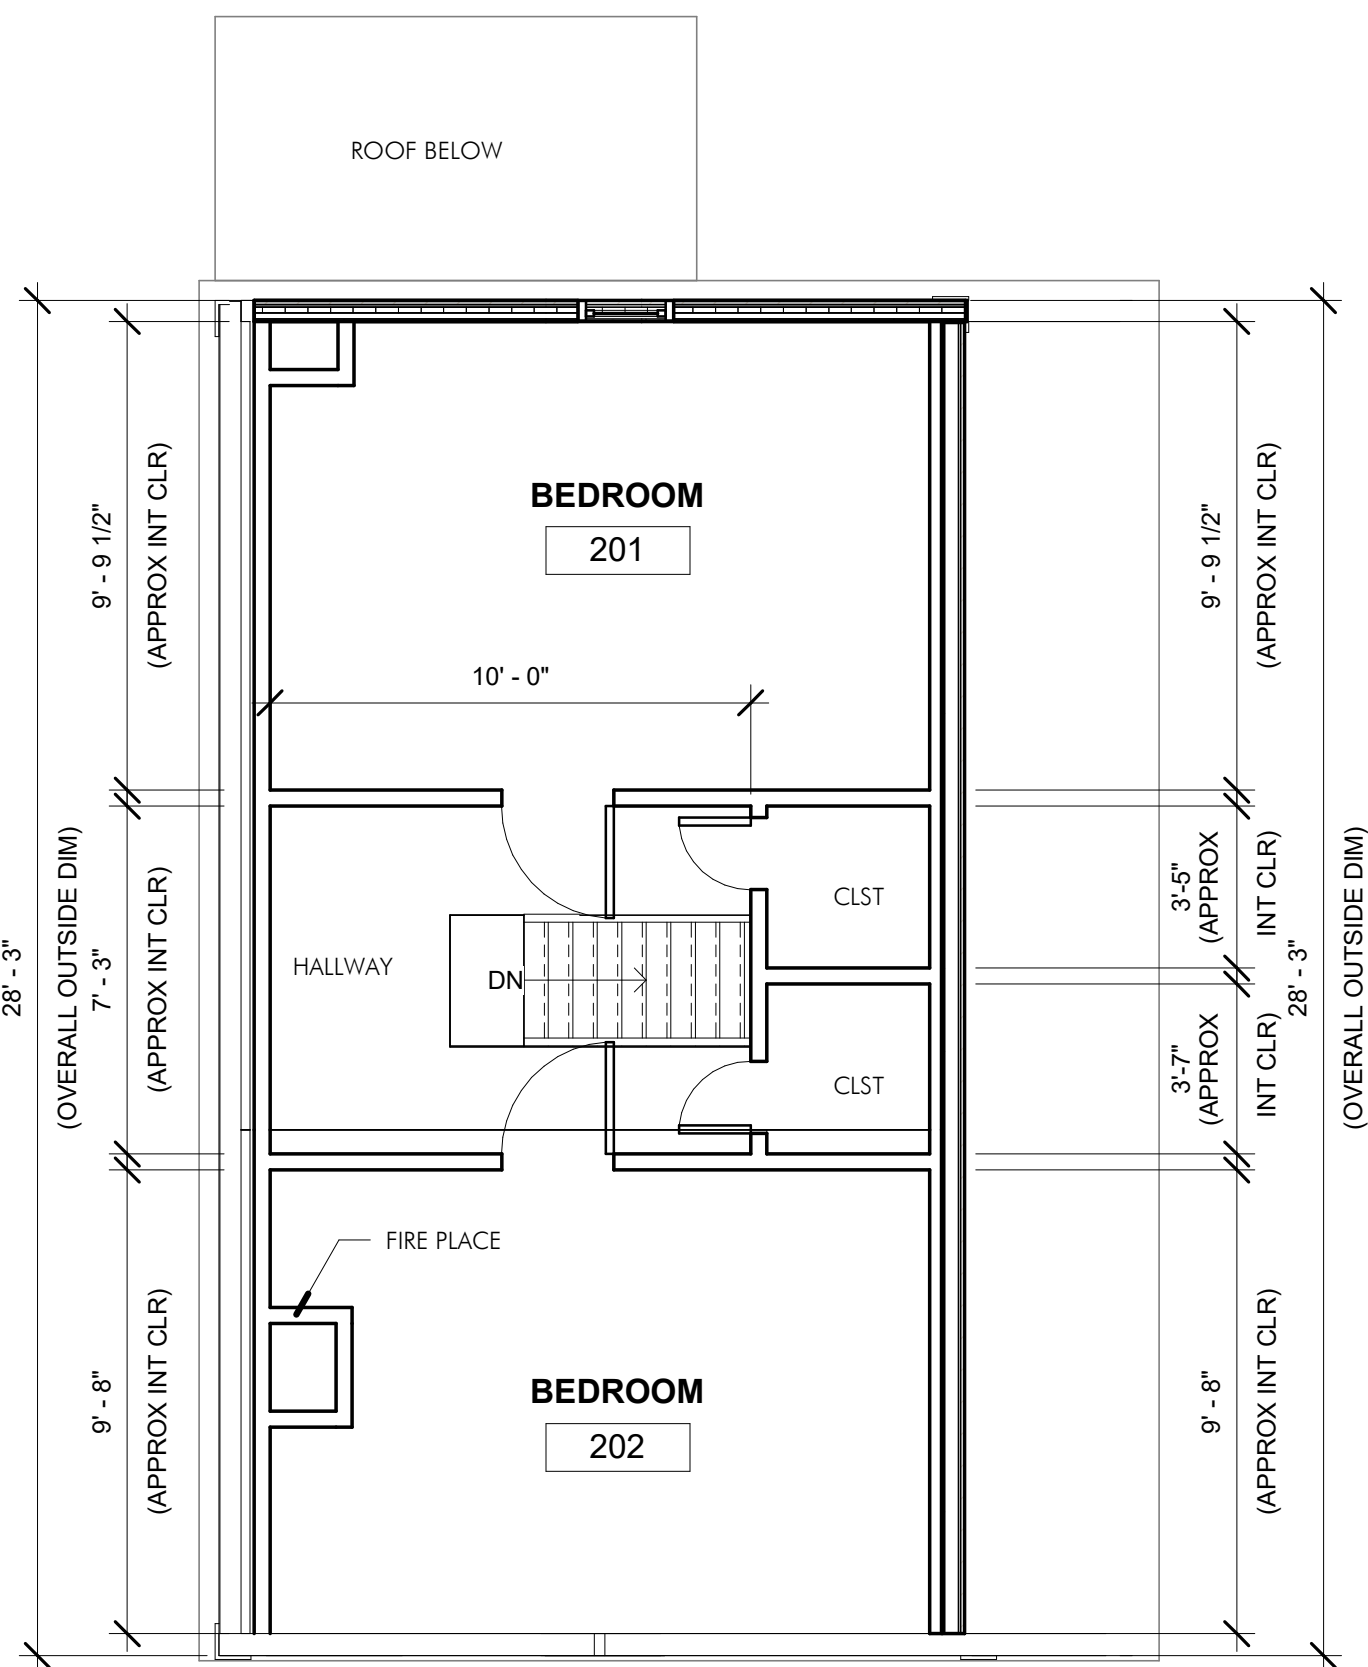 ROOF BELOW
9' - 9 1/2"
(APPROX INT CLR)
BEDROOM
201
9' - 9 1/2"
(APPROX INT CLR)
10' - 0"
28' - 3"
(OVERALL OUTSIDE DIM)
7' - 3"
(APPROX INT CLR)
HALLWAY
DN
CLST
CLST
3'-5"
(APPROX
INT CLR)
3'-7"
(APPROX
INT CLR)
28' - 3"
(OVERALL OUTSIDE DIM)
FIRE PLACE
9' - 8"
(APPROX INT CLR)
BEDROOM
202
9' - 8"
(APPROX INT CLR)